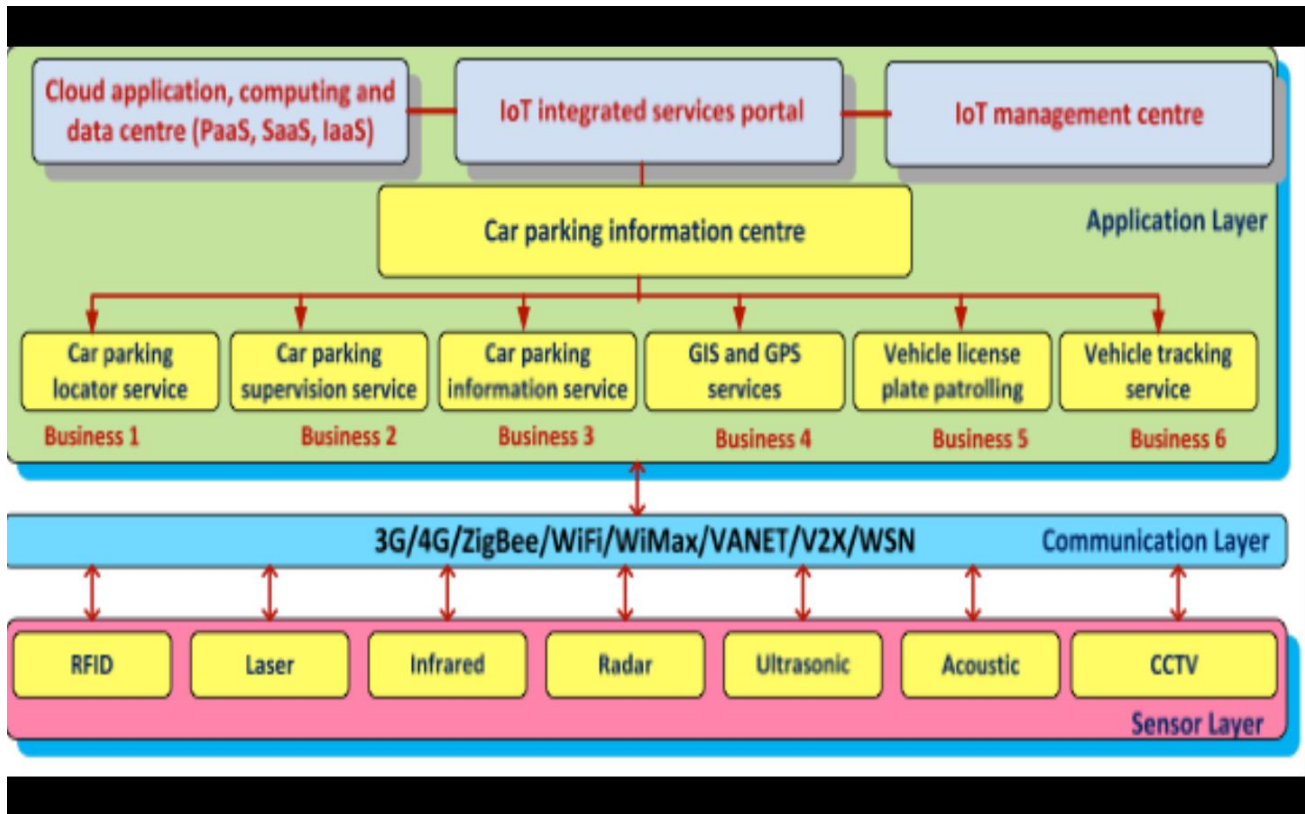 Cloud application, computing and
data centre (PaaS, SaaS, IaaS)
IoT integrated services portal
IoT management centre
Car parking information centre
Application Layer
Car parking
locator service
Car parking
supervision service
Car parking
information service
GIS and GPS
services
Vehicle license
plate patrolling
Vehicle tracking
service
Business 1
Business 2
Business 3
Business 4
Business 5
Business 6
3G/4G/ZigBee/WiFi/WiMax/VANET/V2X/WSN
Communication Layer
RFID
Laser
Infrared
Radar
Ultrasonic
Acoustic
CCTV
Sensor Layer